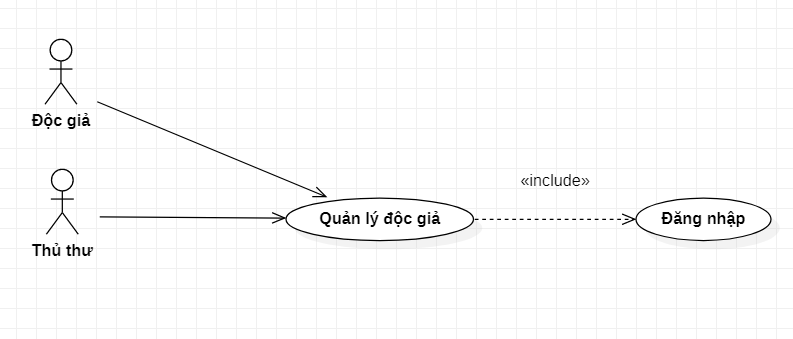 Độc giả
«include»
Thủ thư
Quản lý độc giả
Đăng nhập